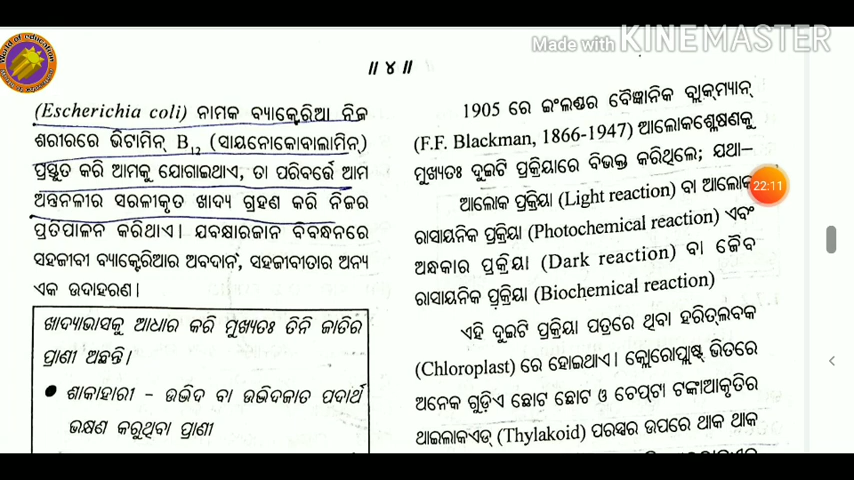 World of education
Made with KINEMASTER
॥ ୪ ॥
(Escherichia coli) ନାମକ ବ୍ୟାକ୍ଟେରିଆ ନିଜ
ଶରୀରରେ ଭିଟାମିନ୍ B12 (ସାୟନୋକୋବାଲାମିନ୍)
ପ୍ରସ୍ତୁତ କରି ଆମକୁ ଯୋଗାଇଥାଏ, ତା ପରିବର୍ତ୍ତେ ଆମ
ଅନ୍ତନଳୀର ସରଳୀକୃତ ଖାଦ୍ୟ ଗ୍ରହଣ କରି ନିଜର
ପ୍ରତିପାଳନ କରିଥାଏ। ଯବକ୍ଷାରଜାନ ବିବନ୍ଧନରେ
ସହଜୀବୀ ବ୍ୟାକ୍ଟେରିଆର ଅବଦାନ, ସହଜୀବୀତାର ଅନ୍ୟ
ଏକ ଉଦାହରଣ।
ଖାଦ୍ୟାଭାସକୁ ଆଧାର କରି ମୁଖ୍ୟତଃ ତିନି ଜାତିର
ପ୍ରାଣୀ ଅଛନ୍ତି।
● ଶାକାହାରୀ – ଉଦ୍ଭିଦ ବା ଉଦ୍ଭିଦଜାତ ପଦାର୍ଥ
ଭକ୍ଷଣ କରୁଥିବା ପ୍ରାଣୀ
1905 ରେ ଇଂଲଣ୍ଡର ବୈଜ୍ଞାନିକ ବ୍ଲାକ୍‌ମ୍ୟାନ୍
(F.F. Blackman, 1866-1947) ଆଲୋକଶ୍ଳେଷଣକୁ
ମୁଖ୍ୟତଃ ଦୁଇଟି ପ୍ରକ୍ରିୟାରେ ବିଭକ୍ତ କରିଥିଲେ; ଯଥା–
22:11
ଆଲୋକ ପ୍ରକ୍ରିୟା (Light reaction) ବା ଆଲୋକ
ରାସାୟନିକ ପ୍ରକ୍ରିୟା (Photochemical reaction) ଏବଂ
ଅନ୍ଧକାର ପ୍ରକ୍ରିୟା (Dark reaction) ବା ଜୈବ
ରାସାୟନିକ ପ୍ରକ୍ରିୟା (Biochemical reaction)
ଏହି ଦୁଇଟି ପ୍ରକ୍ରିୟା ପତ୍ରରେ ଥିବା ହରିତ୍‌ଲବକ
(Chloroplast) ରେ ହୋଇଥାଏ। କ୍ଲୋରୋପ୍ଲାଷ୍ଟ ଭିତରେ
ଅନେକ ଗୁଡ଼ିଏ ଛୋଟ ଛୋଟ ଓ ଚେପ୍‌ଟା ଟଙ୍କାଆକୃତିର
ଥାଇଲାକଏଡ୍ (Thylakoid) ପରସ୍ପର ଉପରେ ଥାକ ଥାକ